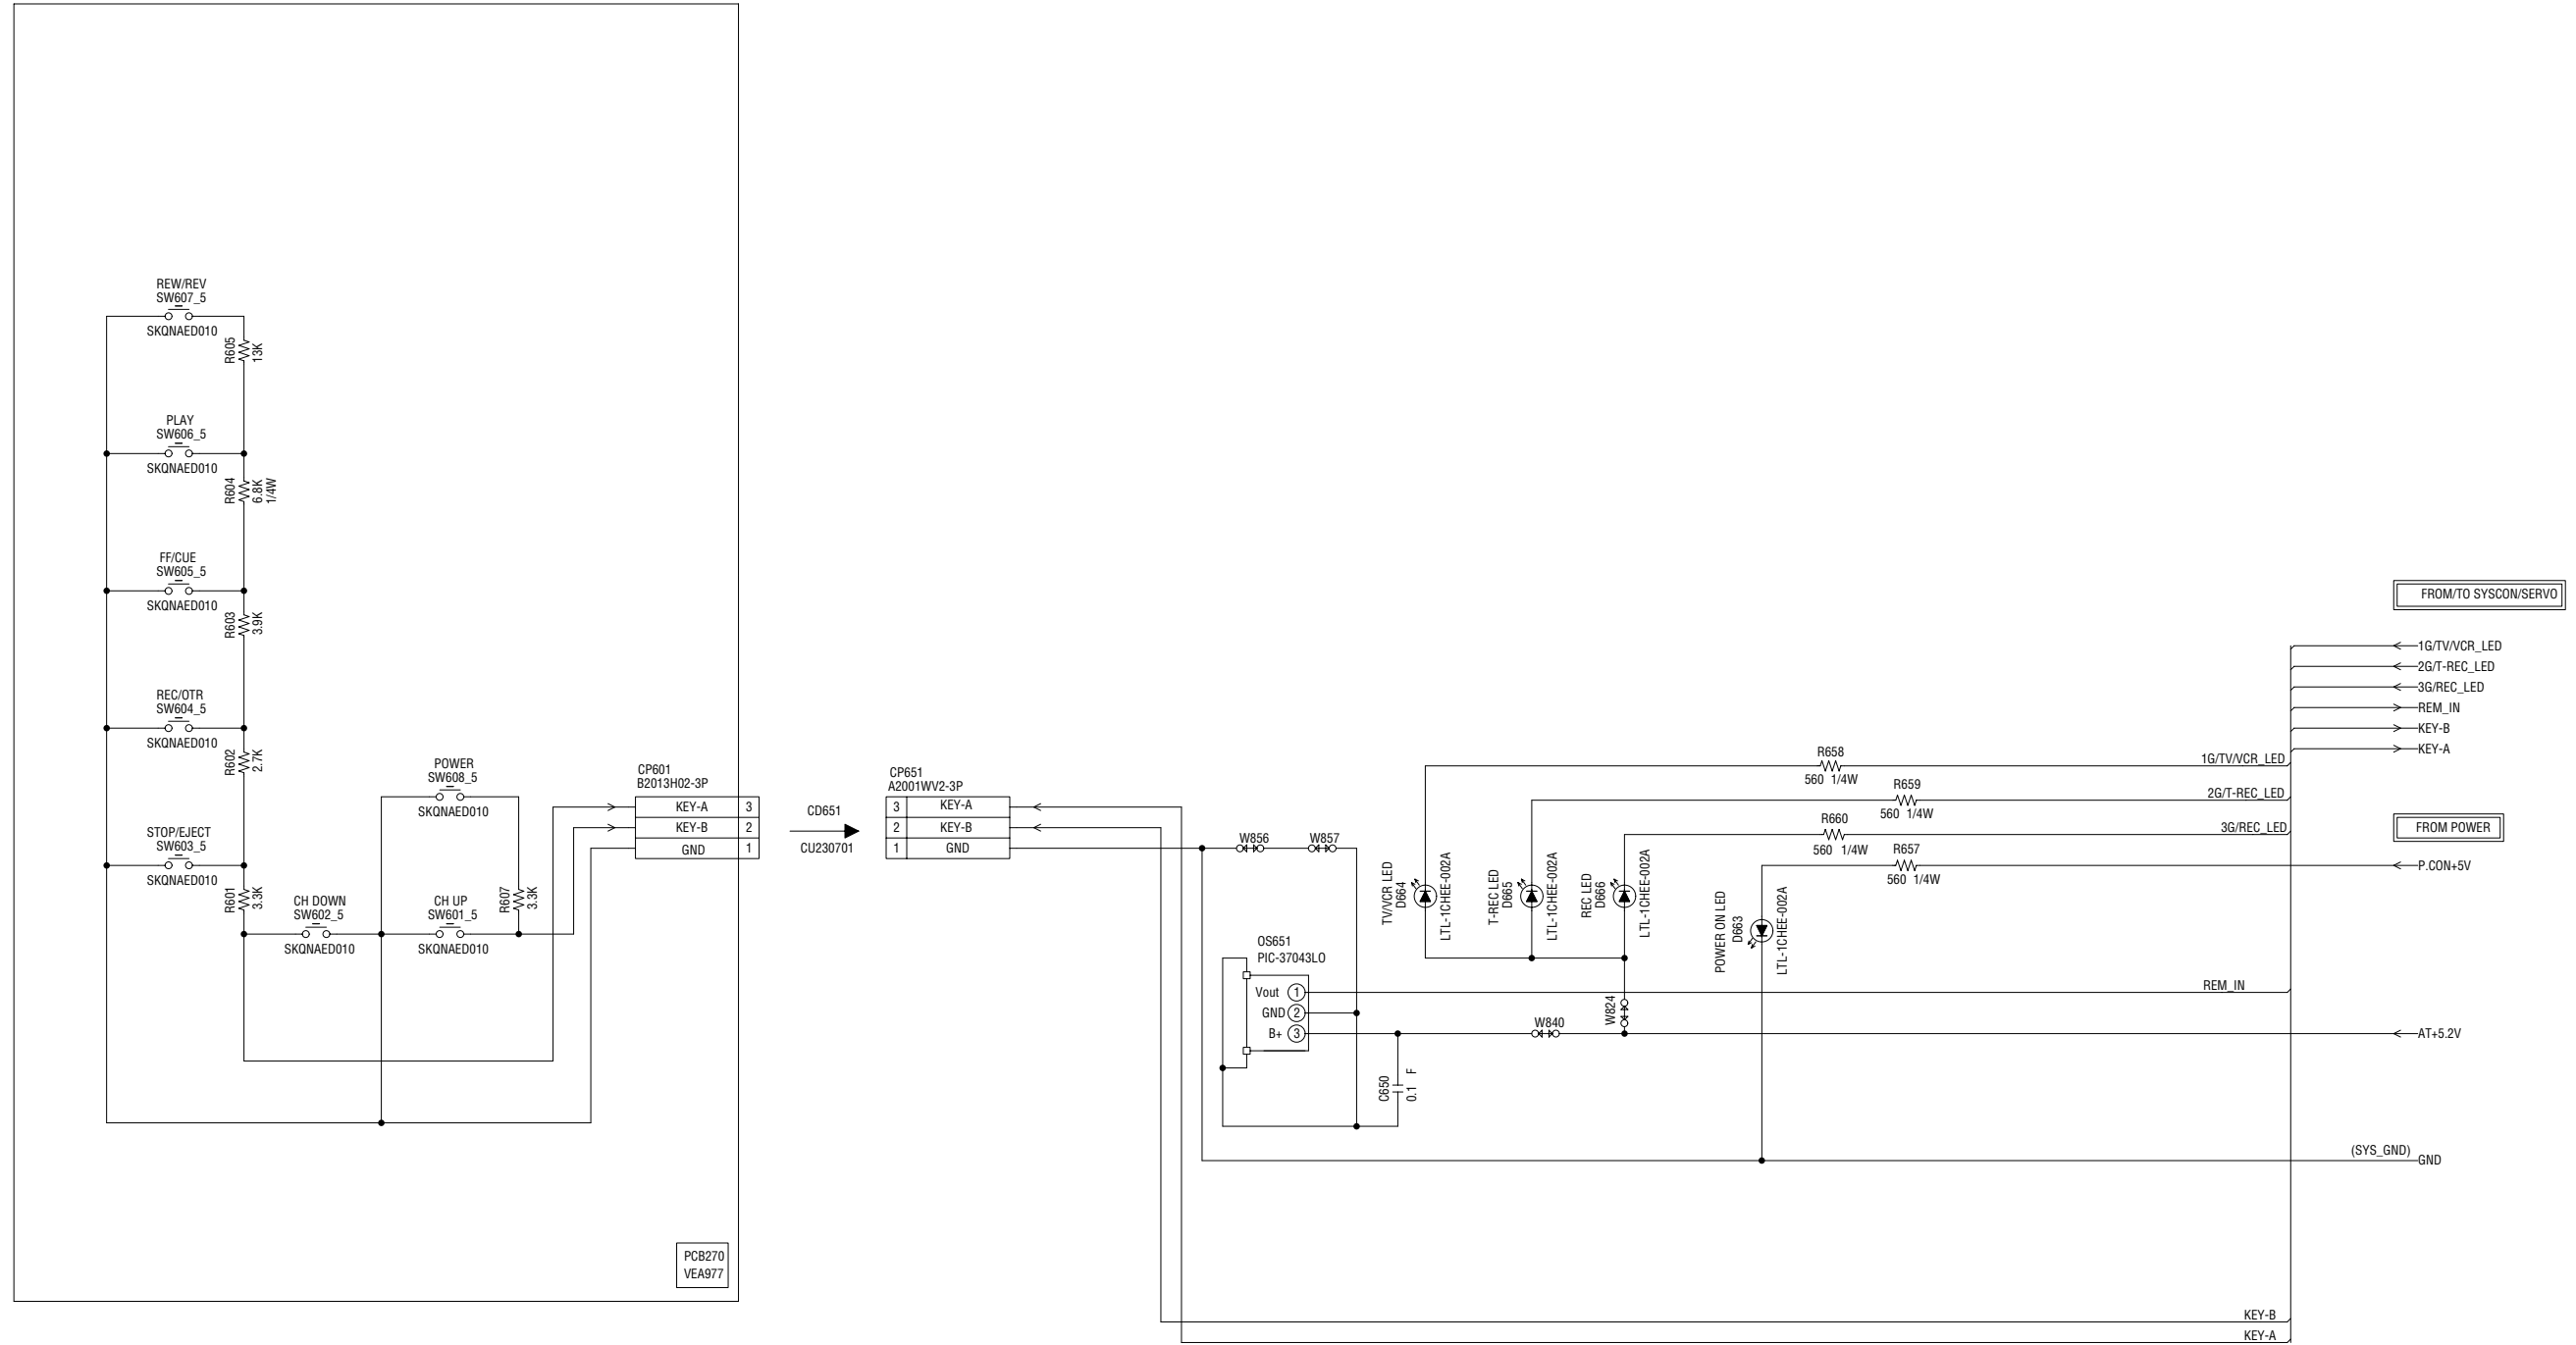 REW/REV
SW607_5
SKQNAED010
R605
13K
PLAY
SW606_5
SKQNAED010
R604
6.8K
1/4W
FF/CUE
SW605_5
SKQNAED010
R603
3.9K
REC/OTR
SW604_5
SKQNAED010
R602
2.7K
STOP/EJECT
SW603_5
SKQNAED010
R601
3.3K
CH DOWN
SW602_5
SKQNAED010
POWER
SW608_5
SKQNAED010
CH UP
SW601_5
SKQNAED010
R607
3.3K
CP601
B2013H02-3P
KEY-A 3
KEY-B 2
GND 1
PCB270
VEA977
CD651
CU230701
CP651
A2001WV2-3P
3 KEY-A
2 KEY-B
1 GND
W856
W857
OS651
PIC-37043LO
Vout 1
GND 2
B+ 3
C650
0.1 F
W840
W824
TV/VCR LED
D664
LTL-1CHEE-002A
T-REC LED
D665
LTL-1CHEE-002A
REC LED
D666
LTL-1CHEE-002A
POWER ON LED
D663
LTL-1CHEE-002A
R658
560 1/4W
R659
560 1/4W
R660
560 1/4W
R657
560 1/4W
1G/TV/VCR_LED
2G/T-REC_LED
3G/REC_LED
REM_IN
KEY-B
KEY-A
FROM/TO SYSCON/SERVO
1G/TV/VCR_LED
2G/T-REC_LED
3G/REC_LED
REM_IN
KEY-B
KEY-A
FROM POWER
P.CON+5V
AT+5.2V
(SYS_GND)
GND